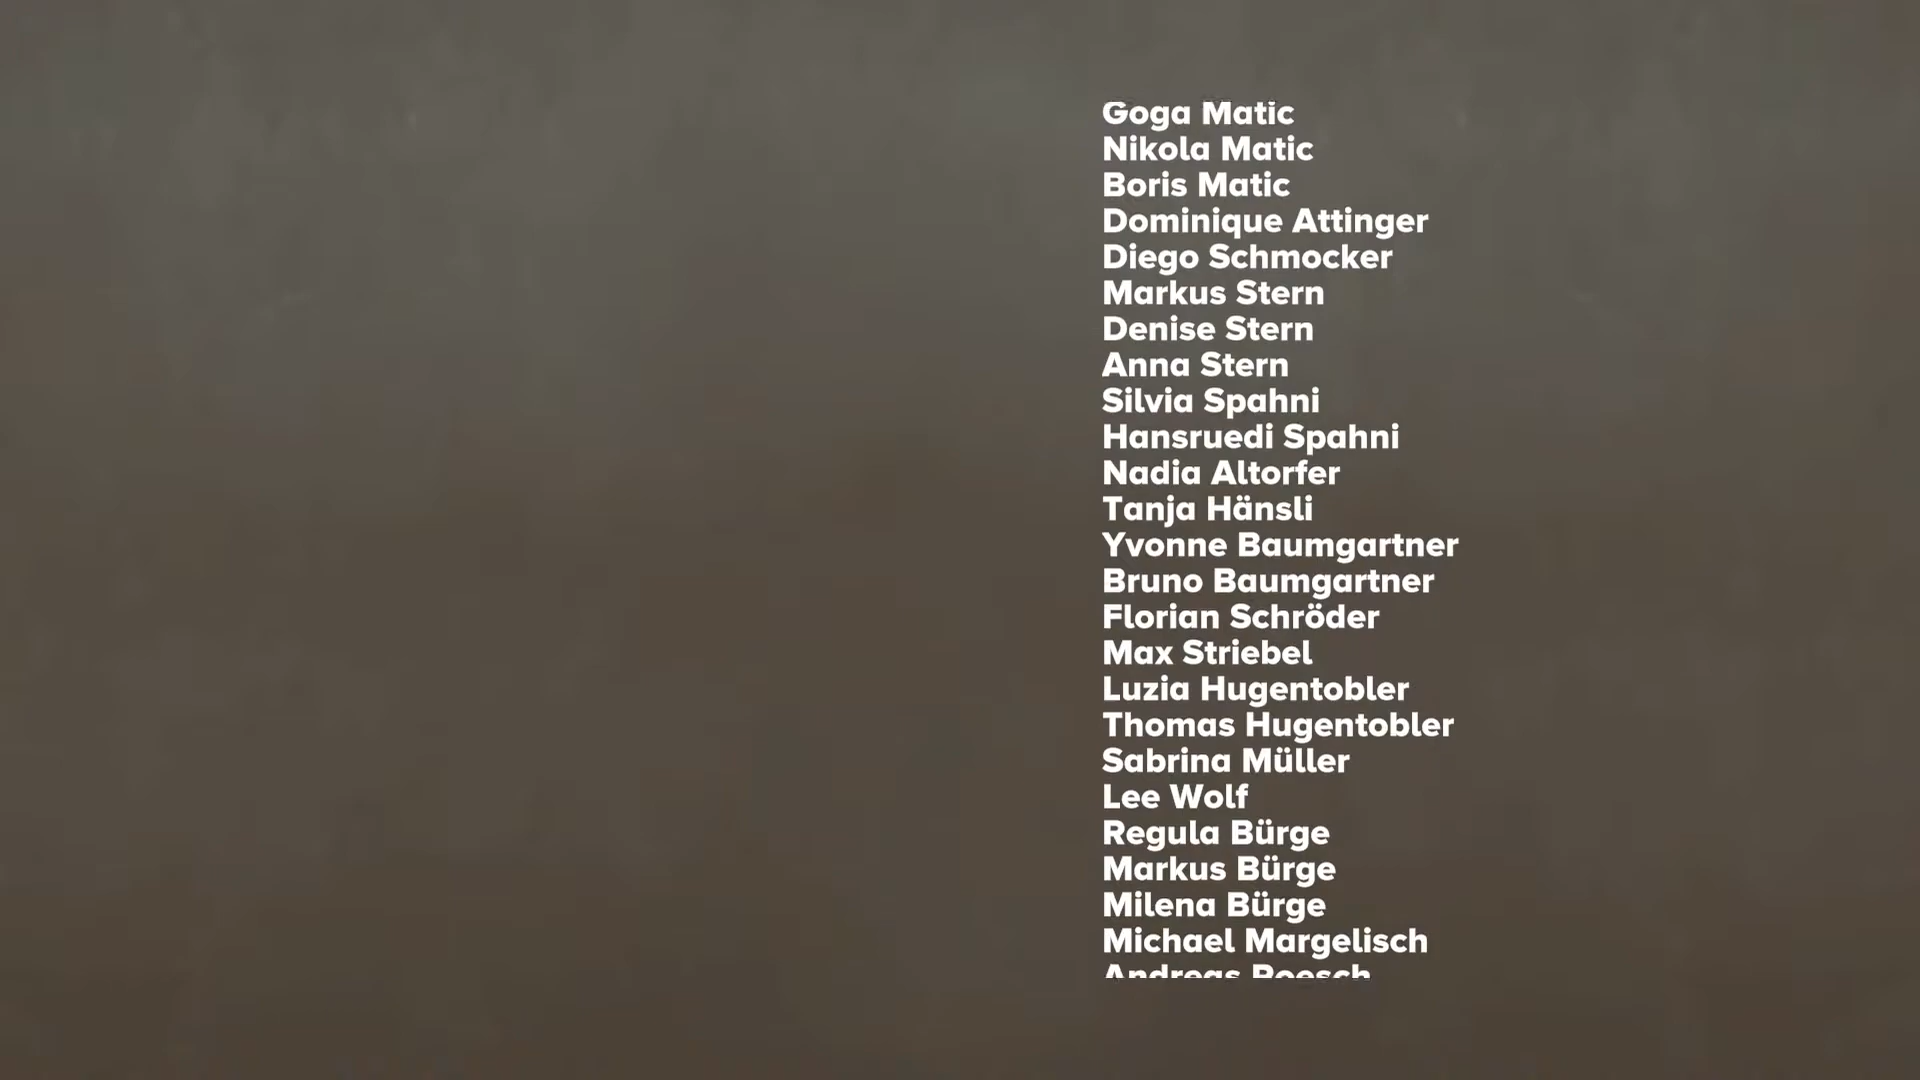 Goga Matic
Nikola Matic
Boris Matic
Dominique Attinger
Diego Schmocker
Markus Stern
Denise Stern
Anna Stern
Silvia Spahni
Hansruedi Spahni
Nadia Altorfer
Tanja Hänsli
Yvonne Baumgartner
Bruno Baumgartner
Florian Schröder
Max Striebel
Luzia Hugentobler
Thomas Hugentobler
Sabrina Müller
Lee Wolf
Regula Bürge
Markus Bürge
Milena Bürge
Michael Margelisch
Andreas